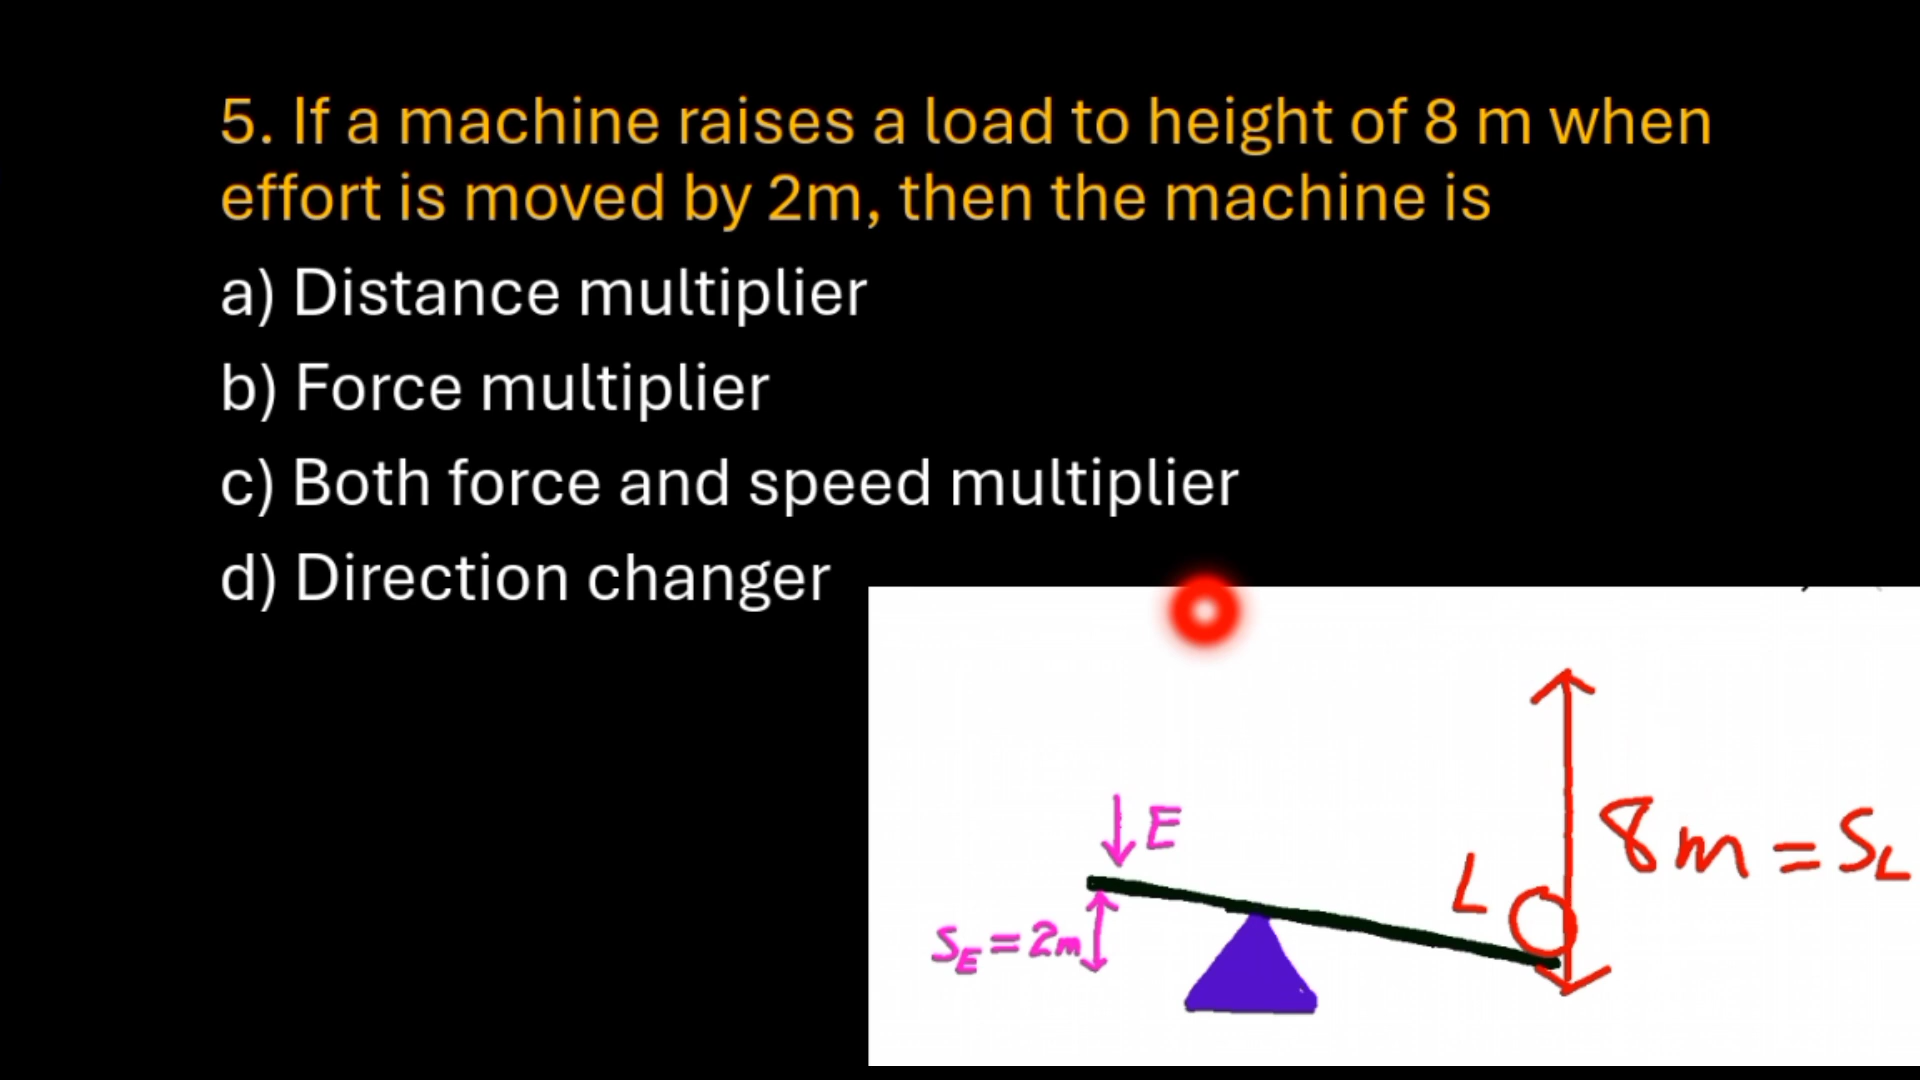 5. If a machine raises a load to height of 8 m when
effort is moved by 2m, then the machine is
a) Distance multiplier
b) Force multiplier
c) Both force and speed multiplier
d) Direction changer
E
L
8m = SL
SE = 2m